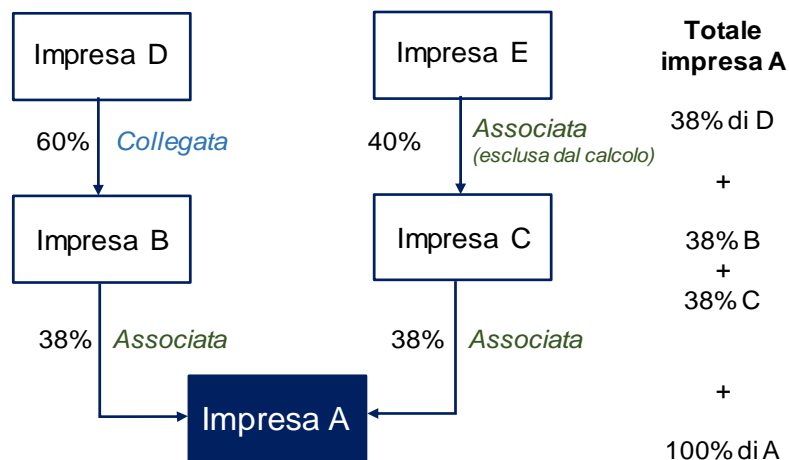 Impresa D
Impresa E
Totale
impresa A
60%
Collegata
40%
Associata
(esclusa dal calcolo)
38% di D
+
Impresa B
Impresa C
38% B
+
38% C
38%
Associata
38%
Associata
Impresa A
+
100% di A